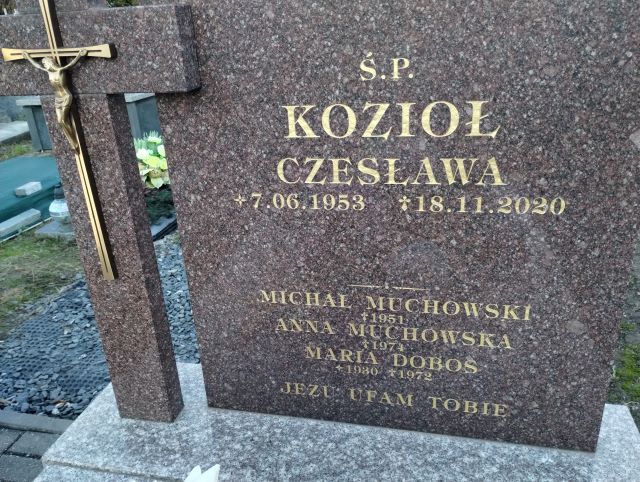 Ś.P.
KOZIOŁ
CZESŁAWA
+7.06.1953 †18.11.2020
MICHAŁ MUCHOWSKI
†1951
ANNA MUCHOWSKA
†1974
MARIA DOBOS
+1930 †1972
JEZU UFAM TOBIE